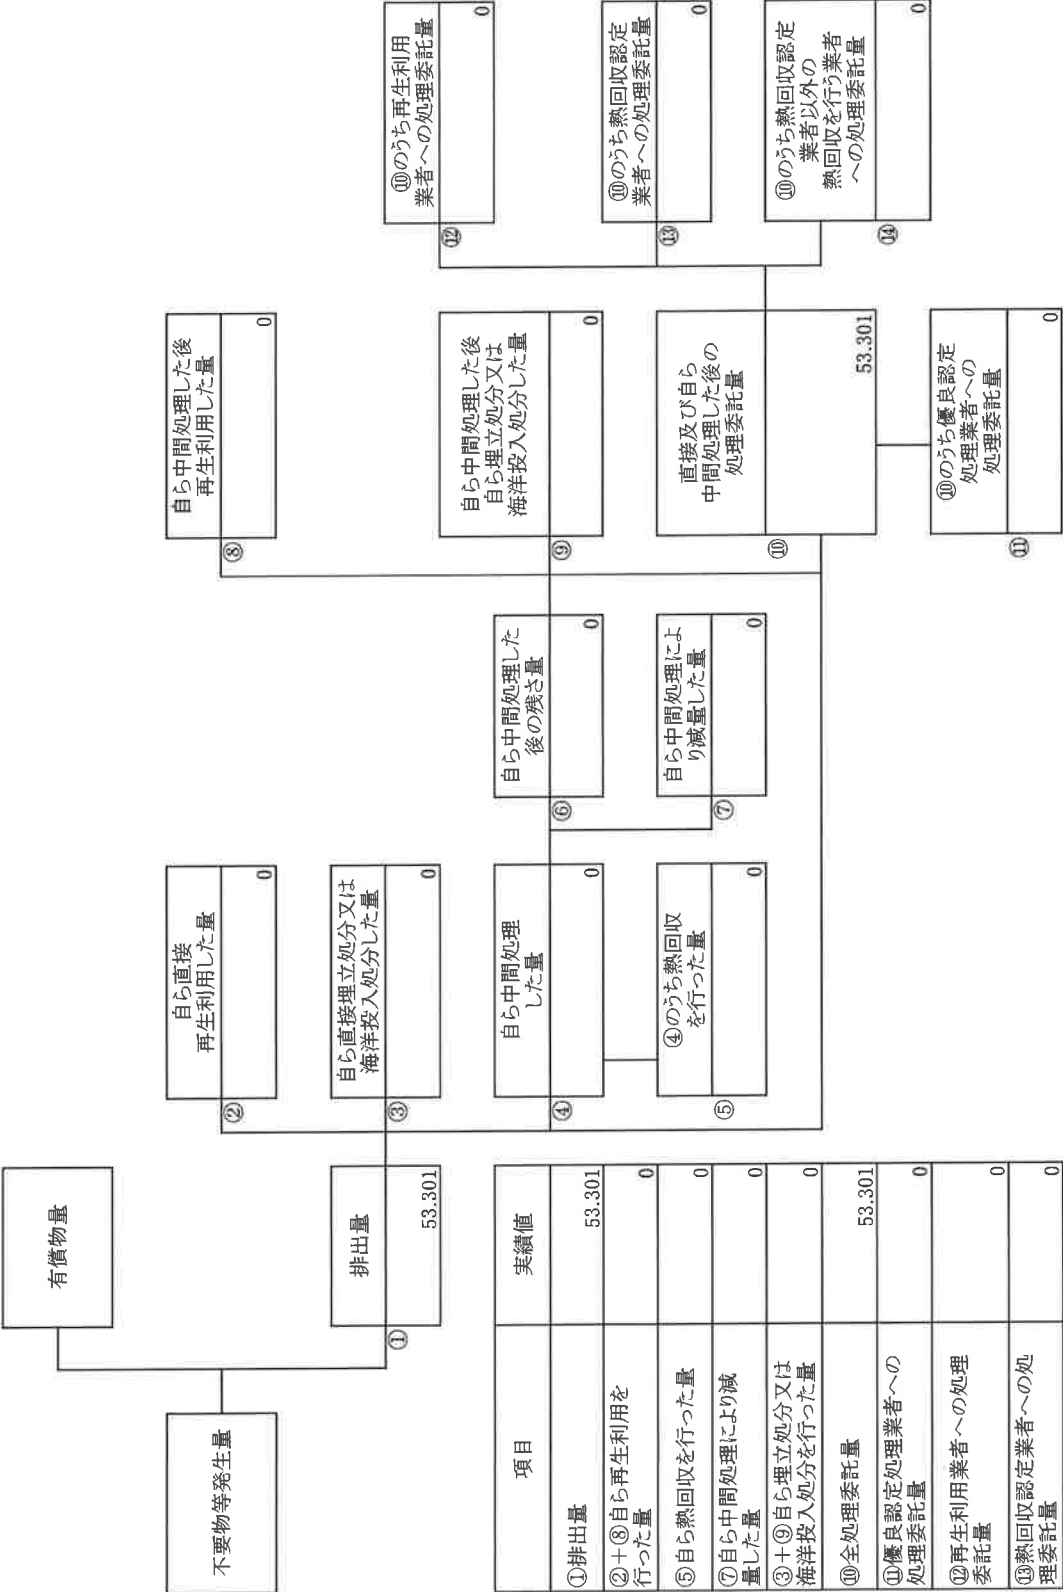 不要物等発生量
有償物量
排出量
①
53.301
自ら直接
再生利用した量
②
0
自ら直接埋立処分又は
海洋投入処分した量
③
0
自ら中間処理
した量
④
0
④のうち熱回収
を行った量
⑤
0
自ら中間処理した
後の残さ量
⑥
0
自ら中間処理によ
り減量した量
⑦
0
自ら中間処理した後
再生利用した量
⑧
0
自ら中間処理した後
自ら埋立処分又は
海洋投入処分した量
⑨
0
直接及び自ら
中間処理した後の
処理委託量
⑩
53.301
⑩のうち優良認定
処理業者への
処理委託量
⑪
0
⑩のうち再生利用
業者への処理委託量
⑫
0
⑩のうち熱回収認定
業者への処理委託量
⑬
0
⑩のうち熱回収認定
業者以外の
熱回収を行う業者
への処理委託量
⑭
0
項目 実績値
①排出量 53.301
②+⑧自ら再生利用を
行った量 0
⑤自ら熱回収を行った量 0
⑦自ら中間処理により減
量した量 0
③+⑨自ら埋立処分又は
海洋投入処分を行った量 0
⑩全処理委託量 53.301
⑪優良認定処理業者への
処理委託量 0
⑫再生利用業者への処理
委託量 0
⑬熱回収認定業者への処
理委託量 0